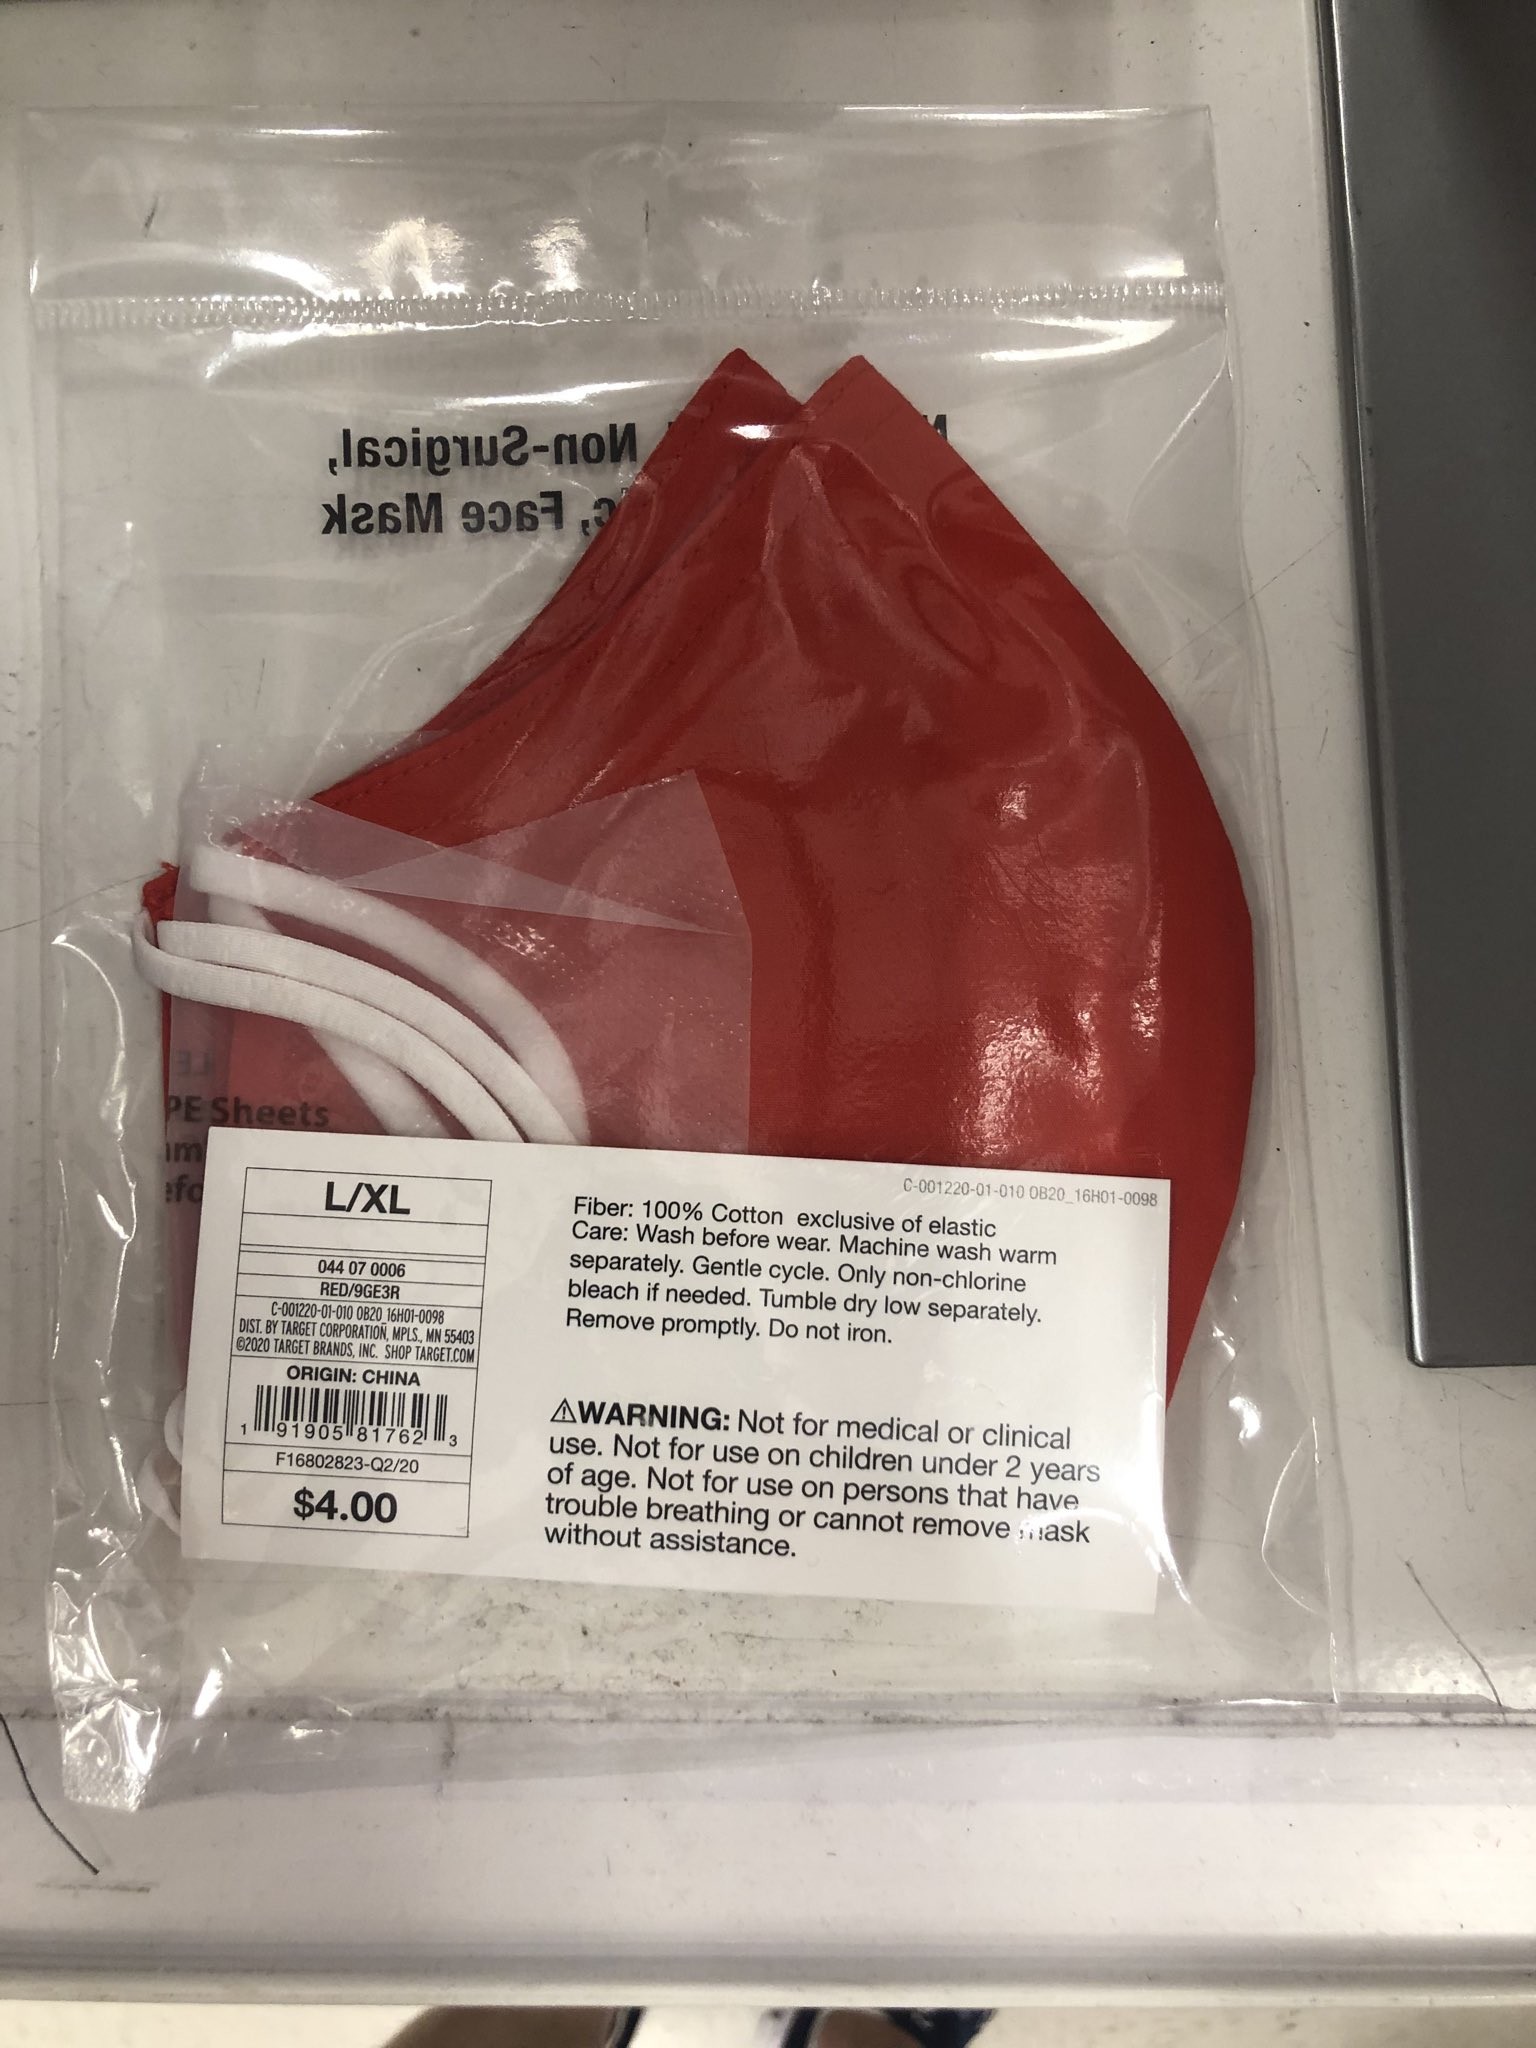 Non-Surgical,
Face Mask
PE Sheets
L/XL
044 07 0006
RED/9GE3R
C-001220-01-010 0B20_16H01-0098
DIST. BY TARGET CORPORATION, MPLS., MN 55403
©2020 TARGET BRANDS, INC. SHOP TARGET.COM
ORIGIN: CHINA
1 91905 81762 3
F16802823-Q2/20
$4.00
C-001220-01-010 0B20_16H01-0098
Fiber: 100% Cotton exclusive of elastic
Care: Wash before wear. Machine wash warm
separately. Gentle cycle. Only non-chlorine
bleach if needed. Tumble dry low separately.
Remove promptly. Do not iron.
⚠WARNING: Not for medical or clinical
use. Not for use on children under 2 years
of age. Not for use on persons that have
trouble breathing or cannot remove mask
without assistance.